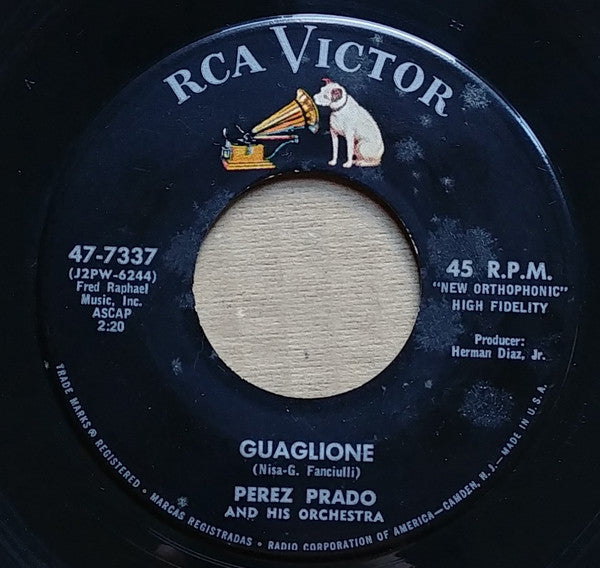 RCA VICTOR
47-7337
(J2PW-6244)
Fred Raphael
Music, Inc.
ASCAP
2:20
45 R.P.M.
"NEW ORTHOPHONIC"
HIGH FIDELITY
Producer:
Herman Diaz, Jr.
GUAGLIONE
(Nisa-G. Fanciulli)
PEREZ PRADO
AND HIS ORCHESTRA
TRADE MARKS ® REGISTERED • MARCAS REGISTRADAS • RADIO CORPORATION OF AMERICA—CAMDEN, N.J.—MADE IN U.S.A.